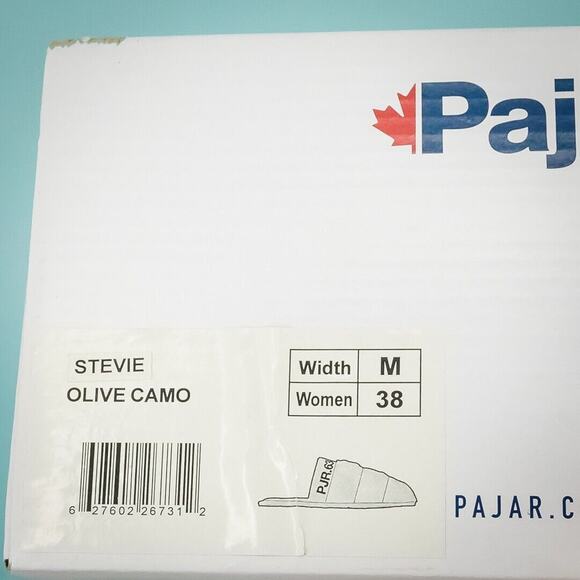 Paj
STEVIE
OLIVE CAMO
Width M
Women 38
PJR.63
6 27602 26731 2
PAJAR.C